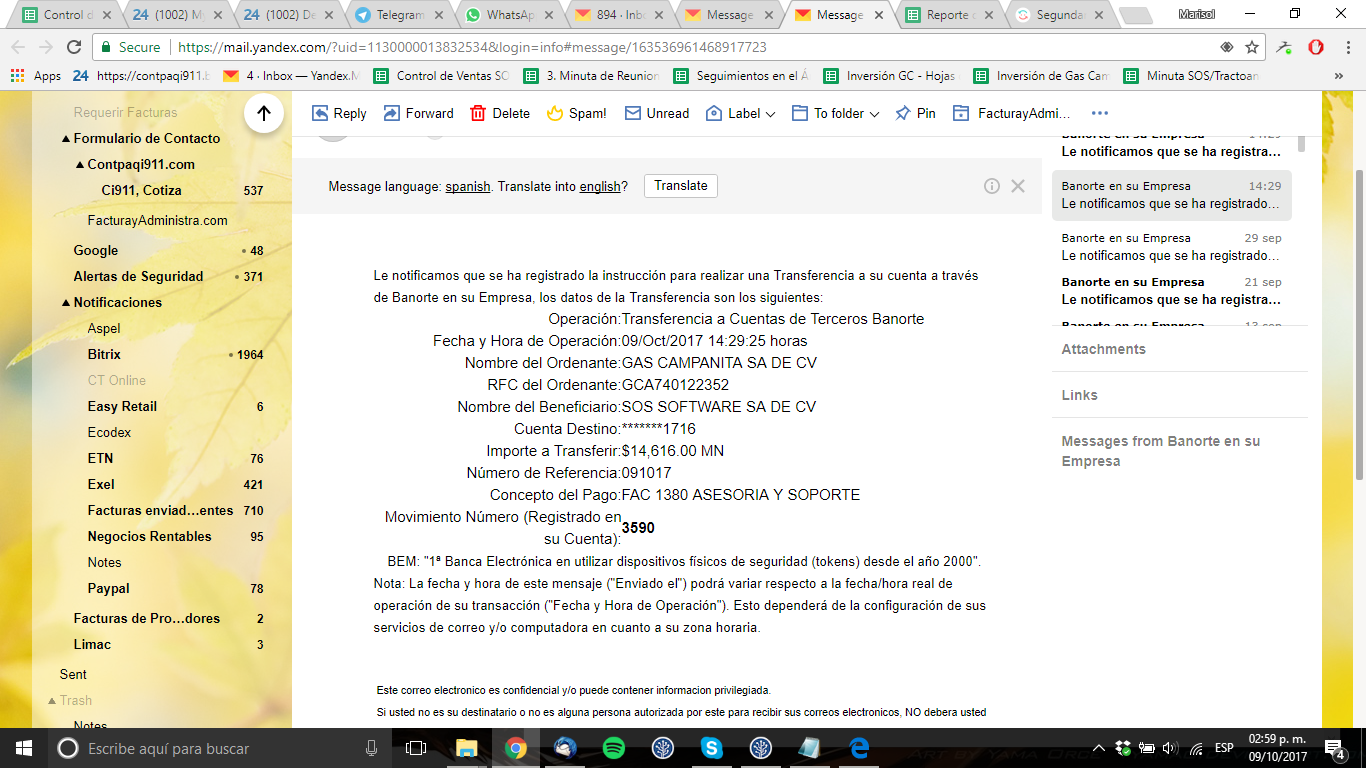 Control d
24 (1002) My
24 (1002) De
Telegram
WhatsAp
894 · Inbo
Message
Message
Reporte d
Segunda
Marisol
Secure https://mail.yandex.com/?uid=1130000013832534&login=info#message/163536961468917723
Apps
24 https://contpaqi911.b
4 · Inbox — Yandex.M
Control de Ventas SO
3. Minuta de Reunion
Seguimientos en el Á
Inversión GC - Hojas
Inversión de Gas Cam
Minuta SOS/Tractoan
»
Requerir Facturas
Formulario de Contacto
Contpaqi911.com
Ci911, Cotiza 537
FacturayAdministra.com
Google • 48
Alertas de Seguridad • 371
Notificaciones
Aspel
Bitrix • 1964
CT Online
Easy Retail 6
Ecodex
ETN 76
Exel 421
Facturas enviad…entes 710
Negocios Rentables 95
Notes
Paypal 78
Facturas de Pro…dores 2
Limac 3
Sent
Trash
Notes
Reply Forward Delete Spam! Unread Label To folder Pin FacturayAdmi... •••
Message language: spanish. Translate into english? Translate
Le notificamos que se ha registrado la instrucción para realizar una Transferencia a su cuenta a través
de Banorte en su Empresa, los datos de la Transferencia son los siguientes:
Operación:Transferencia a Cuentas de Terceros Banorte
Fecha y Hora de Operación:09/Oct/2017 14:29:25 horas
Nombre del Ordenante:GAS CAMPANITA SA DE CV
RFC del Ordenante:GCA740122352
Nombre del Beneficiario:SOS SOFTWARE SA DE CV
Cuenta Destino:*******1716
Importe a Transferir:$14,616.00 MN
Número de Referencia:091017
Concepto del Pago:FAC 1380 ASESORIA Y SOPORTE
Movimiento Número (Registrado en
su Cuenta):
3590
BEM: "1ª Banca Electrónica en utilizar dispositivos físicos de seguridad (tokens) desde el año 2000".
Nota: La fecha y hora de este mensaje ("Enviado el") podrá variar respecto a la fecha/hora real de
operación de su transacción ("Fecha y Hora de Operación"). Esto dependerá de la configuración de sus
servicios de correo y/o computadora en cuanto a su zona horaria.
Este correo electronico es confidencial y/o puede contener informacion privilegiada.
Si usted no es su destinatario o no es alguna persona autorizada por este para recibir sus correos electronicos, NO debera usted
Banorte en su Empresa 14:29
Le notificamos que se ha registra...
Banorte en su Empresa 14:29
Le notificamos que se ha registrado...
Banorte en su Empresa 29 sep
Le notificamos que se ha registrado...
Banorte en su Empresa 21 sep
Le notificamos que se ha registra...
Banorte en su Empresa 13 sep
Attachments
Links
Messages from Banorte en su
Empresa
Escribe aquí para buscar
ESP
02:59 p. m.
09/10/2017
4